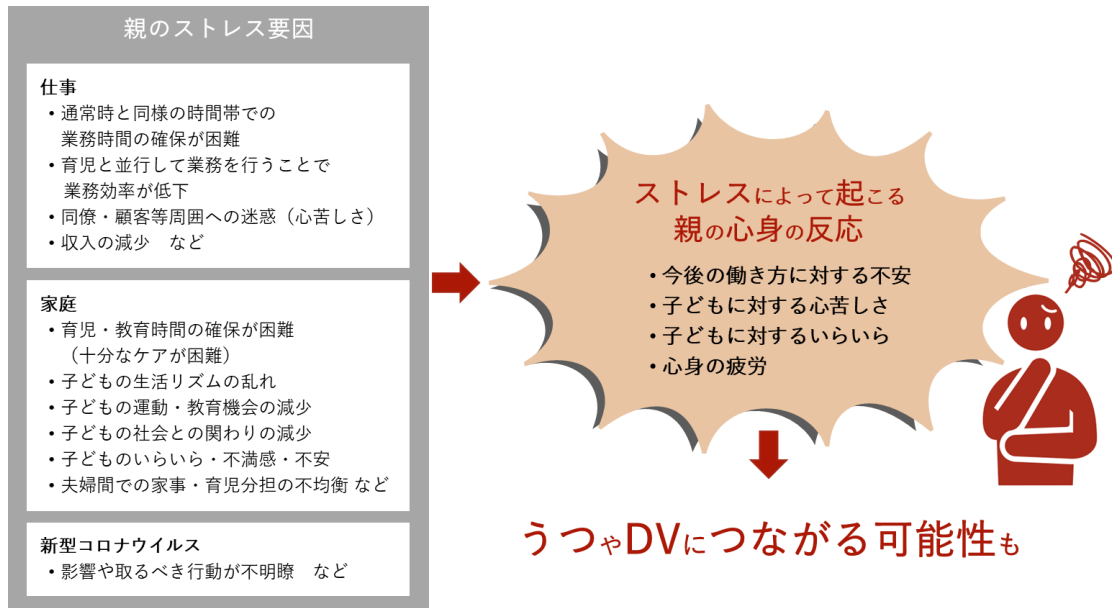 親のストレス要因
仕事
・通常時と同様の時間帯での
業務時間の確保が困難
・育児と並行して業務を行うことで
業務効率が低下
・同僚・顧客等周囲への迷惑（心苦しさ）
・収入の減少　など
家庭
・育児・教育時間の確保が困難
（十分なケアが困難）
・子どもの生活リズムの乱れ
・子どもの運動・教育機会の減少
・子どもの社会との関わりの減少
・子どものいらいら・不満感・不安
・夫婦間での家事・育児分担の不均衡 など
新型コロナウイルス
・影響や取るべき行動が不明瞭　など
ストレスによって起こる
親の心身の反応
・今後の働き方に対する不安
・子どもに対する心苦しさ
・子どもに対するいらいら
・心身の疲労
うつやDVにつながる可能性も